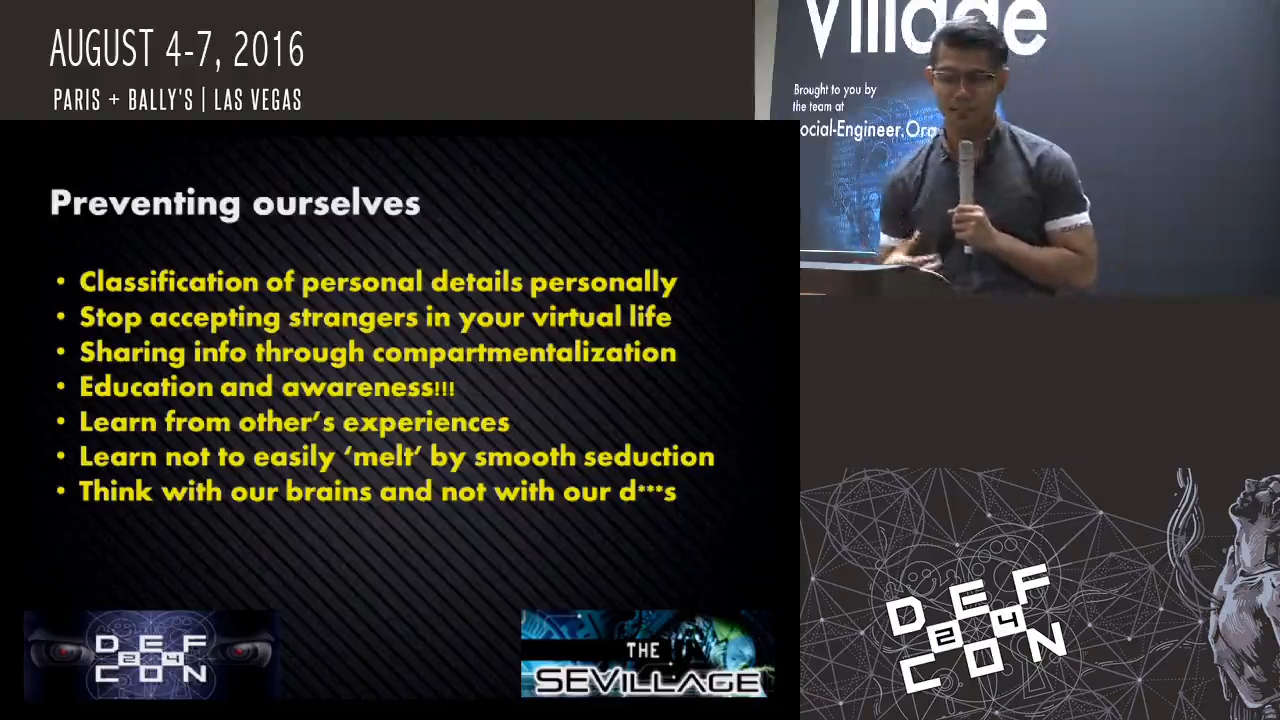 AUGUST 4-7, 2016
PARIS + BALLY'S | LAS VEGAS
Village
Brought to you by
the team at
ocial-Engineer.Org
Preventing ourselves
• Classification of personal details personally
• Stop accepting strangers in your virtual life
• Sharing info through compartmentalization
• Education and awareness!!!
• Learn from other’s experiences
• Learn not to easily ‘melt’ by smooth seduction
• Think with our brains and not with our d***s
DEF
24
CON
THE
SEVILLAGE
DEF
24
CON